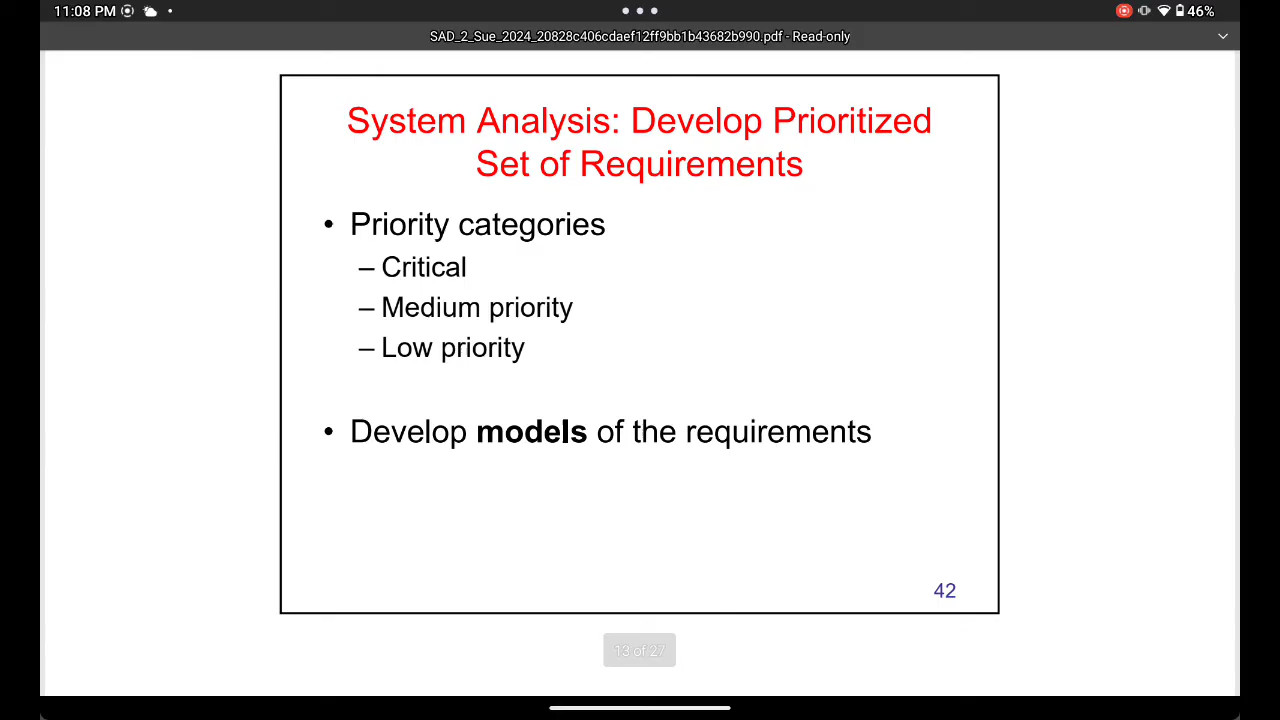 11:08 PM
46%
SAD_2_Sue_2024_20828c406cdaef12ff9bb1b43682b990.pdf - Read-only
System Analysis: Develop Prioritized
Set of Requirements
• Priority categories
– Critical
– Medium priority
– Low priority
• Develop models of the requirements
42
13 of 27